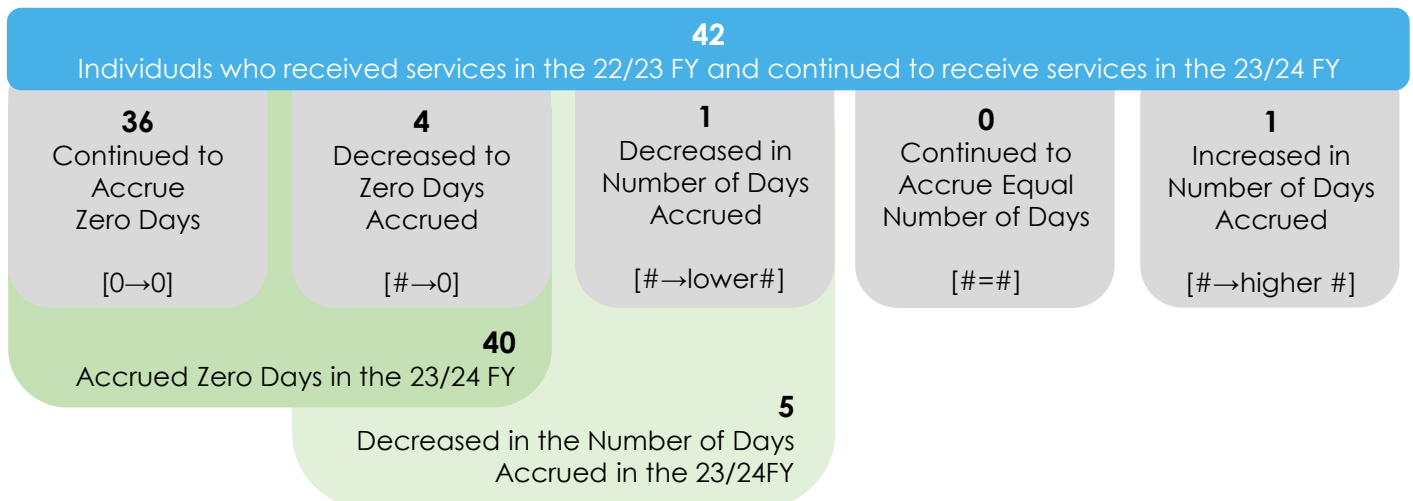 42
Individuals who received services in the 22/23 FY and continued to receive services in the 23/24 FY
36
Continued to
Accrue
Zero Days
[0→0]
4
Decreased to
Zero Days
Accrued
[#→0]
1
Decreased in
Number of Days
Accrued
[#→lower#]
0
Continued to
Accrue Equal
Number of Days
[#=#]
1
Increased in
Number of Days
Accrued
[#→higher #]
40
Accrued Zero Days in the 23/24 FY
5
Decreased in the Number of Days
Accrued in the 23/24FY